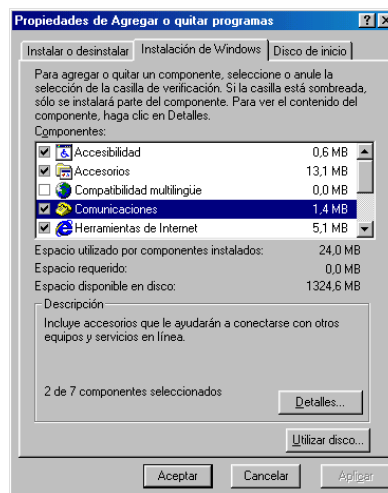 Propiedades de Agregar o quitar programas
Instalar o desinstalar Instalación de Windows Disco de inicio
Para agregar o quitar un componente, seleccione o anule la
selección de la casilla de verificación. Si la casilla está sombreada,
sólo se instalará parte del componente. Para ver el contenido del
componente, haga clic en Detalles.
Componentes:
Accesibilidad 0,6 MB
Accesorios 13,1 MB
Compatibilidad multilingüe 0,0 MB
Comunicaciones 1,4 MB
Herramientas de Internet 5,1 MB
Espacio utilizado por componentes instalados: 24,0 MB
Espacio requerido: 0,0 MB
Espacio disponible en disco: 1324,6 MB
Descripción
Incluye accesorios que le ayudarán a conectarse con otros
equipos y servicios en línea.
2 de 7 componentes seleccionados
Detalles...
Utilizar disco...
Aceptar Cancelar Aplicar